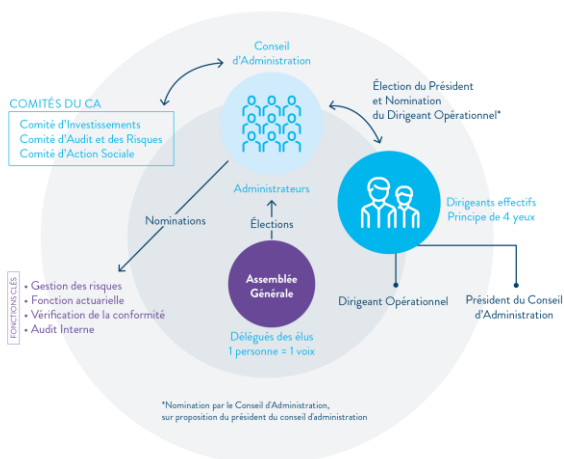 Conseil
d'Administration
Élection du Président
et Nomination
du Dirigeant Opérationnel*
COMITÉS DU CA
Comité d'Investissements
Comité d'Audit et des Risques
Comité d'Action Sociale
Administrateurs
Dirigeants effectifs
Principe de 4 yeux
Nominations
Élections
Assemblée
Générale
FONCTIONS CLÉS
• Gestion des risques
• Fonction actuarielle
• Vérification de la conformité
• Audit Interne
Dirigeant Opérationnel
Président du Conseil
d'Administration
Délégués des élus
1 personne = 1 voix
*Nomination par le Conseil d'Administration,
sur proposition du président du conseil d'administration